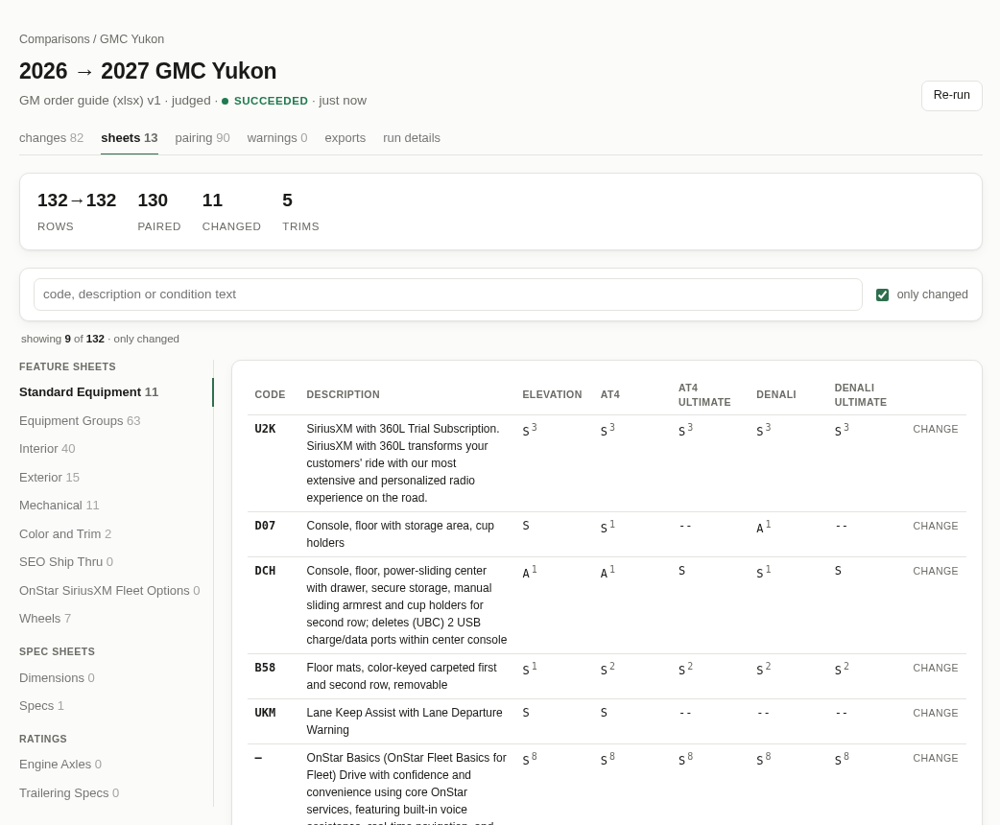 Comparisons / GMC Yukon
2026 → 2027 GMC Yukon
GM order guide (xlsx) v1 · judged · SUCCEEDED · just now
Re-run
changes 82 sheets 13 pairing 90 warnings 0 exports run details
132→132 130 11 5
ROWS PAIRED CHANGED TRIMS
code, description or condition text
only changed
showing 9 of 132 · only changed
FEATURE SHEETS
Standard Equipment 11
Equipment Groups 63
Interior 40
Exterior 15
Mechanical 11
Color and Trim 2
SEO Ship Thru 0
OnStar SiriusXM Fleet Options 0
Wheels 7
SPEC SHEETS
Dimensions 0
Specs 1
RATINGS
Engine Axles 0
Trailering Specs 0
CODE DESCRIPTION ELEVATION AT4 AT4 ULTIMATE DENALI DENALI ULTIMATE
U2K SiriusXM with 360L Trial Subscription. S 3 S 3 S 3 S 3 S 3 CHANGE
SiriusXM with 360L transforms your
customers' ride with our most
extensive and personalized radio
experience on the road.
D07 Console, floor with storage area, cup S S 1 -- A 1 -- CHANGE
holders
DCH Console, floor, power-sliding center A 1 A 1 S S 1 S CHANGE
with drawer, secure storage, manual
sliding armrest and cup holders for
second row; deletes (UBC) 2 USB
charge/data ports within center console
B58 Floor mats, color-keyed carpeted first S 1 S 2 S 2 S 2 S 2 CHANGE
and second row, removable
UKM Lane Keep Assist with Lane Departure S S -- -- -- CHANGE
Warning
— OnStar Basics (OnStar Fleet Basics for S 8 S 8 S 8 S 8 S 8 CHANGE
Fleet) Drive with confidence and
convenience using core OnStar
services, featuring built-in voice
assistance, real-time navigation, and